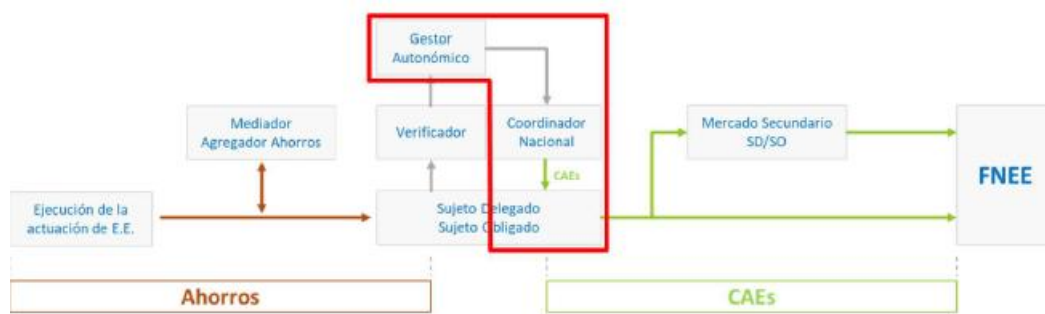 Gestor
Autonómico
Mediador
Agregador Ahorros
Verificador
Coordinador
Nacional
Mercado Secundario
SD/SO
CAEs
FNEE
Ejecución de la
actuación de E.E.
Sujeto Delegado
Sujeto Obligado
Ahorros
CAEs